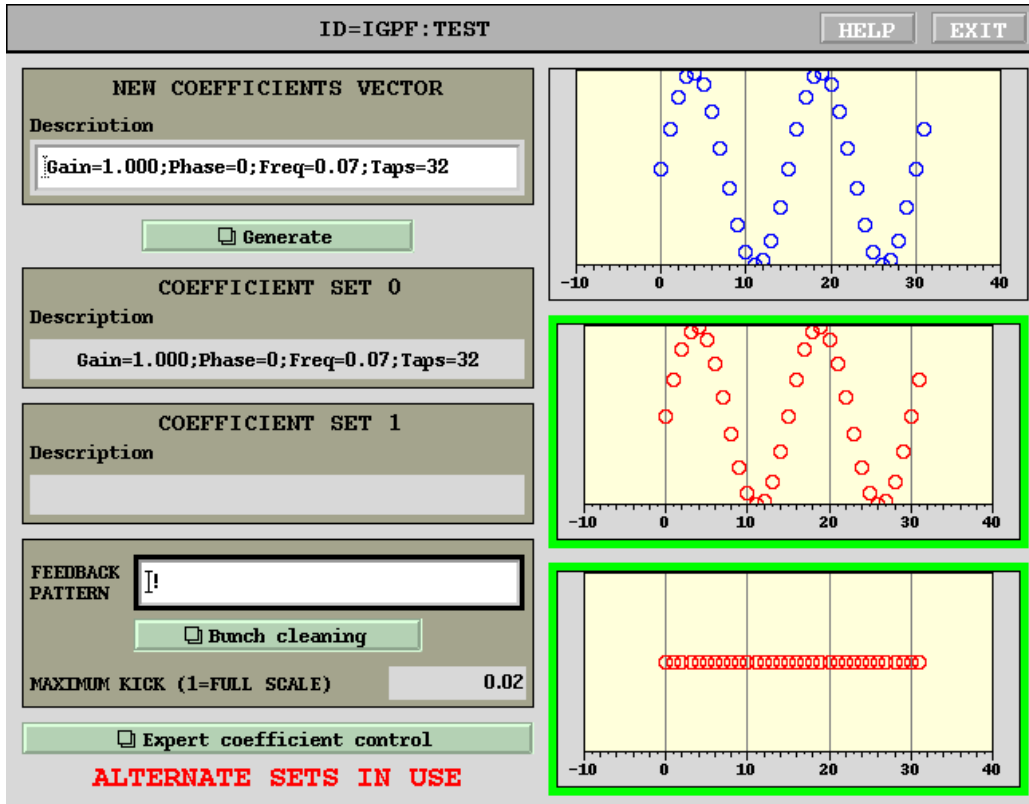 ID=IGPF:TEST
HELP
EXIT
NEW COEFFICIENTS VECTOR
Description
Gain=1.000;Phase=0;Freq=0.07;Taps=32
Generate
COEFFICIENT SET 0
Description
Gain=1.000;Phase=0;Freq=0.07;Taps=32
COEFFICIENT SET 1
Description
FEEDBACK
PATTERN
!
Bunch cleaning
MAXIMUM KICK (1=FULL SCALE)
0.02
Expert coefficient control
ALTERNATE SETS IN USE
-10 0 10 20 30 40
-10 0 10 20 30 40
-10 0 10 20 30 40